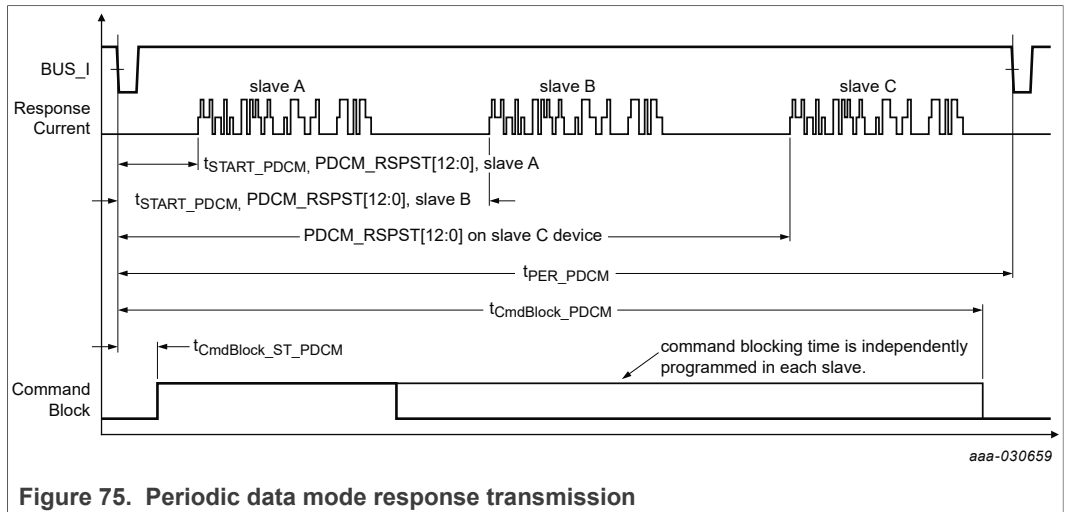 BUS_I
slave A
slave B
slave C
Response
Current
tSTART_PDCM, PDCM_RSPST[12:0], slave A
tSTART_PDCM, PDCM_RSPST[12:0], slave B
PDCM_RSPST[12:0] on slave C device
tPER_PDCM
tCmdBlock_PDCM
tCmdBlock_ST_PDCM
command blocking time is independently
programmed in each slave.
Command
Block
aaa-030659
Figure 75. Periodic data mode response transmission